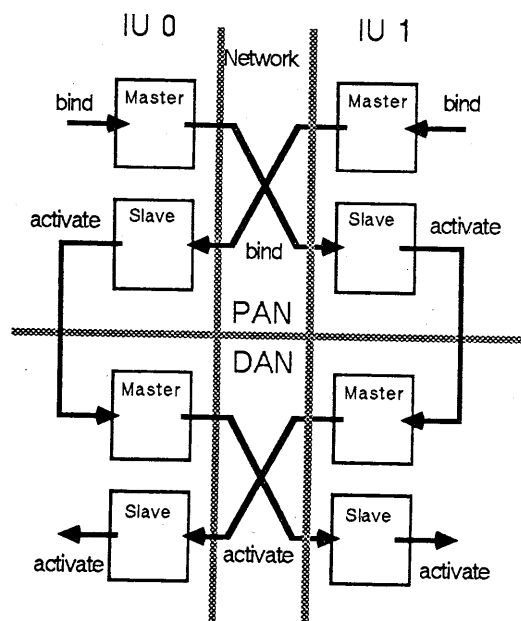 IU 0
IU 1
Network
bind
Master
Master
bind
activate
Slave
Slave
activate
bind
PAN
DAN
Master
Master
Slave
Slave
activate
activate
activate